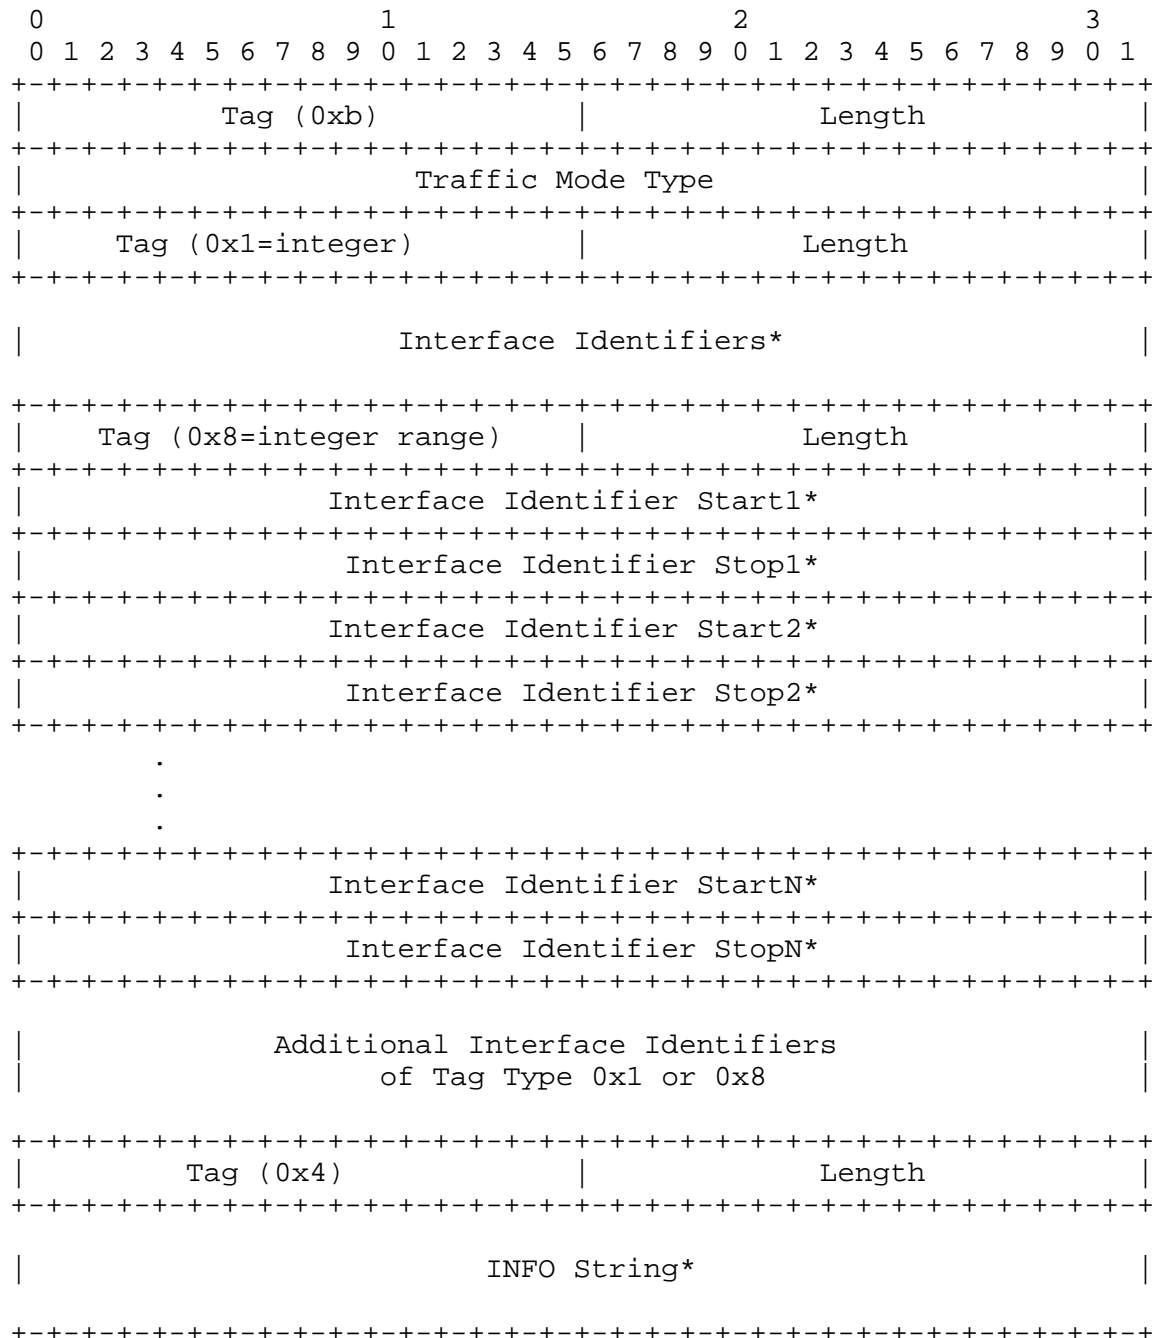 0                   1                   2                   3
 0 1 2 3 4 5 6 7 8 9 0 1 2 3 4 5 6 7 8 9 0 1 2 3 4 5 6 7 8 9 0 1
+-+-+-+-+-+-+-+-+-+-+-+-+-+-+-+-+-+-+-+-+-+-+-+-+-+-+-+-+-+-+-+-+
|           Tag (0xb)           |             Length            |
+-+-+-+-+-+-+-+-+-+-+-+-+-+-+-+-+-+-+-+-+-+-+-+-+-+-+-+-+-+-+-+-+
|                      Traffic Mode Type                        |
+-+-+-+-+-+-+-+-+-+-+-+-+-+-+-+-+-+-+-+-+-+-+-+-+-+-+-+-+-+-+-+-+
|     Tag (0x1=integer)         |            Length             |
+-+-+-+-+-+-+-+-+-+-+-+-+-+-+-+-+-+-+-+-+-+-+-+-+-+-+-+-+-+-+-+-+
|                     Interface Identifiers*                    |
+-+-+-+-+-+-+-+-+-+-+-+-+-+-+-+-+-+-+-+-+-+-+-+-+-+-+-+-+-+-+-+-+
|    Tag (0x8=integer range)    |            Length             |
+-+-+-+-+-+-+-+-+-+-+-+-+-+-+-+-+-+-+-+-+-+-+-+-+-+-+-+-+-+-+-+-+
|                 Interface Identifier Start1*                  |
+-+-+-+-+-+-+-+-+-+-+-+-+-+-+-+-+-+-+-+-+-+-+-+-+-+-+-+-+-+-+-+-+
|                  Interface Identifier Stop1*                  |
+-+-+-+-+-+-+-+-+-+-+-+-+-+-+-+-+-+-+-+-+-+-+-+-+-+-+-+-+-+-+-+-+
|                 Interface Identifier Start2*                  |
+-+-+-+-+-+-+-+-+-+-+-+-+-+-+-+-+-+-+-+-+-+-+-+-+-+-+-+-+-+-+-+-+
|                  Interface Identifier Stop2*                  |
+-+-+-+-+-+-+-+-+-+-+-+-+-+-+-+-+-+-+-+-+-+-+-+-+-+-+-+-+-+-+-+-+
        .
        .
        .
+-+-+-+-+-+-+-+-+-+-+-+-+-+-+-+-+-+-+-+-+-+-+-+-+-+-+-+-+-+-+-+-+
|                 Interface Identifier StartN*                  |
+-+-+-+-+-+-+-+-+-+-+-+-+-+-+-+-+-+-+-+-+-+-+-+-+-+-+-+-+-+-+-+-+
|                  Interface Identifier StopN*                  |
+-+-+-+-+-+-+-+-+-+-+-+-+-+-+-+-+-+-+-+-+-+-+-+-+-+-+-+-+-+-+-+-+
|              Additional Interface Identifiers                 |
|                    of Tag Type 0x1 or 0x8                     |
+-+-+-+-+-+-+-+-+-+-+-+-+-+-+-+-+-+-+-+-+-+-+-+-+-+-+-+-+-+-+-+-+
|         Tag (0x4)             |             Length            |
+-+-+-+-+-+-+-+-+-+-+-+-+-+-+-+-+-+-+-+-+-+-+-+-+-+-+-+-+-+-+-+-+
|                          INFO String*                         |
+-+-+-+-+-+-+-+-+-+-+-+-+-+-+-+-+-+-+-+-+-+-+-+-+-+-+-+-+-+-+-+-+